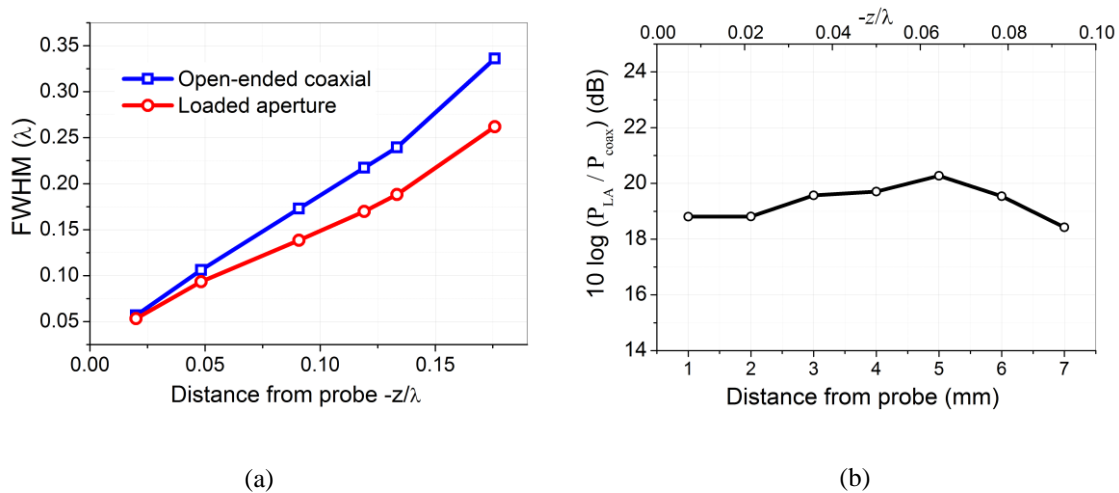 FWHM (λ)
0.35
0.30
0.25
0.20
0.15
0.10
0.05
Open-ended coaxial
Loaded aperture
0.00 0.05 0.10 0.15
Distance from probe -z/λ
(a)
-z/λ
0.00 0.02 0.04 0.06 0.08 0.10
10 log (P_LA / P_coax) (dB)
24
22
20
18
16
14
1 2 3 4 5 6 7
Distance from probe (mm)
(b)